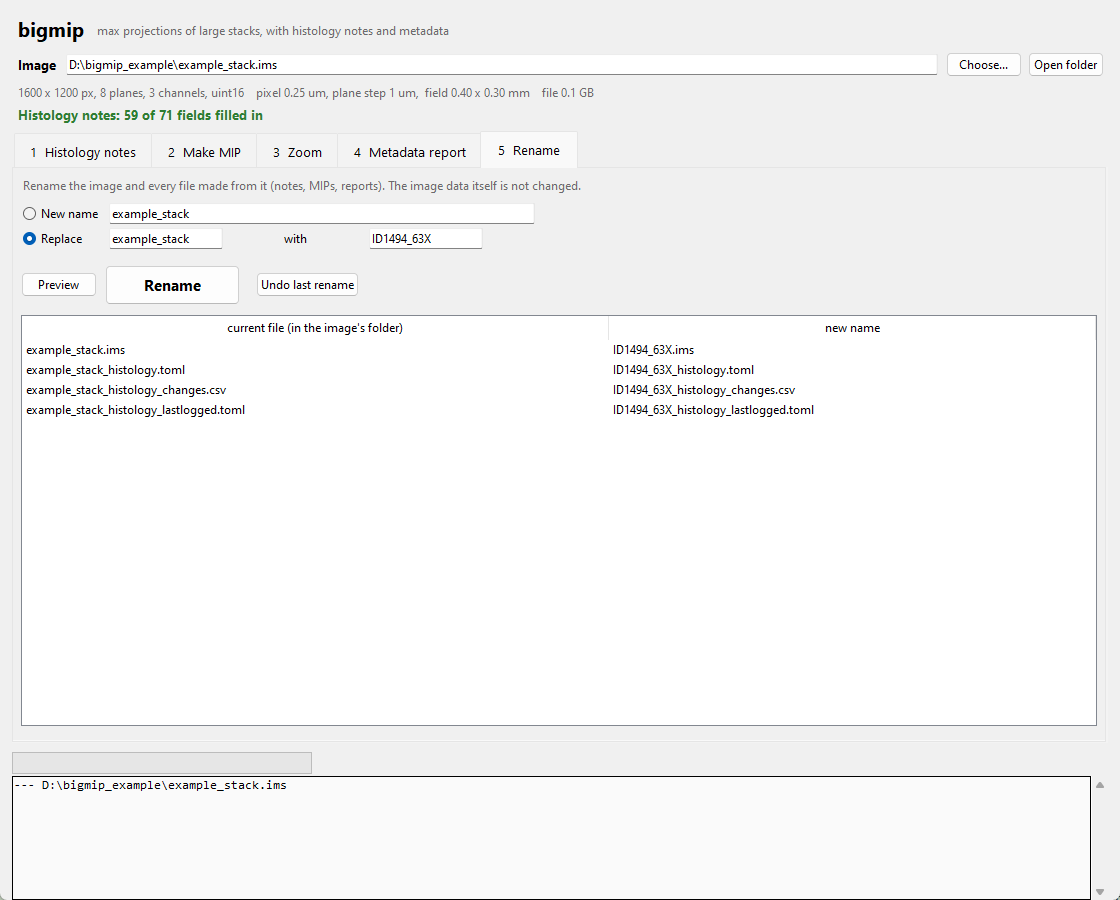 bigmip max projections of large stacks, with histology notes and metadata
Image D:\bigmip_example\example_stack.ims Choose... Open folder
1600 x 1200 px, 8 planes, 3 channels, uint16 pixel 0.25 um, plane step 1 um, field 0.40 x 0.30 mm file 0.1 GB
Histology notes: 59 of 71 fields filled in
1 Histology notes 2 Make MIP 3 Zoom 4 Metadata report 5 Rename
Rename the image and every file made from it (notes, MIPs, reports). The image data itself is not changed.
New name example_stack
Replace example_stack with ID1494_63X
Preview Rename Undo last rename
current file (in the image's folder) new name
example_stack.ims ID1494_63X.ims
example_stack_histology.toml ID1494_63X_histology.toml
example_stack_histology_changes.csv ID1494_63X_histology_changes.csv
example_stack_histology_lastlogged.toml ID1494_63X_histology_lastlogged.toml
--- D:\bigmip_example\example_stack.ims